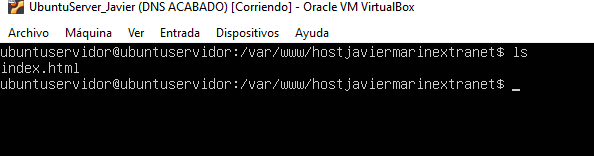 UbuntuServer_Javier (DNS ACABADO) [Corriendo] - Oracle VM VirtualBox
Archivo Máquina Ver Entrada Dispositivos Ayuda
ubuntuservidor@ubuntuservidor:/var/www/hostjaviermarinextranet$ ls
index.html
ubuntuservidor@ubuntuservidor:/var/www/hostjaviermarinextranet$ _